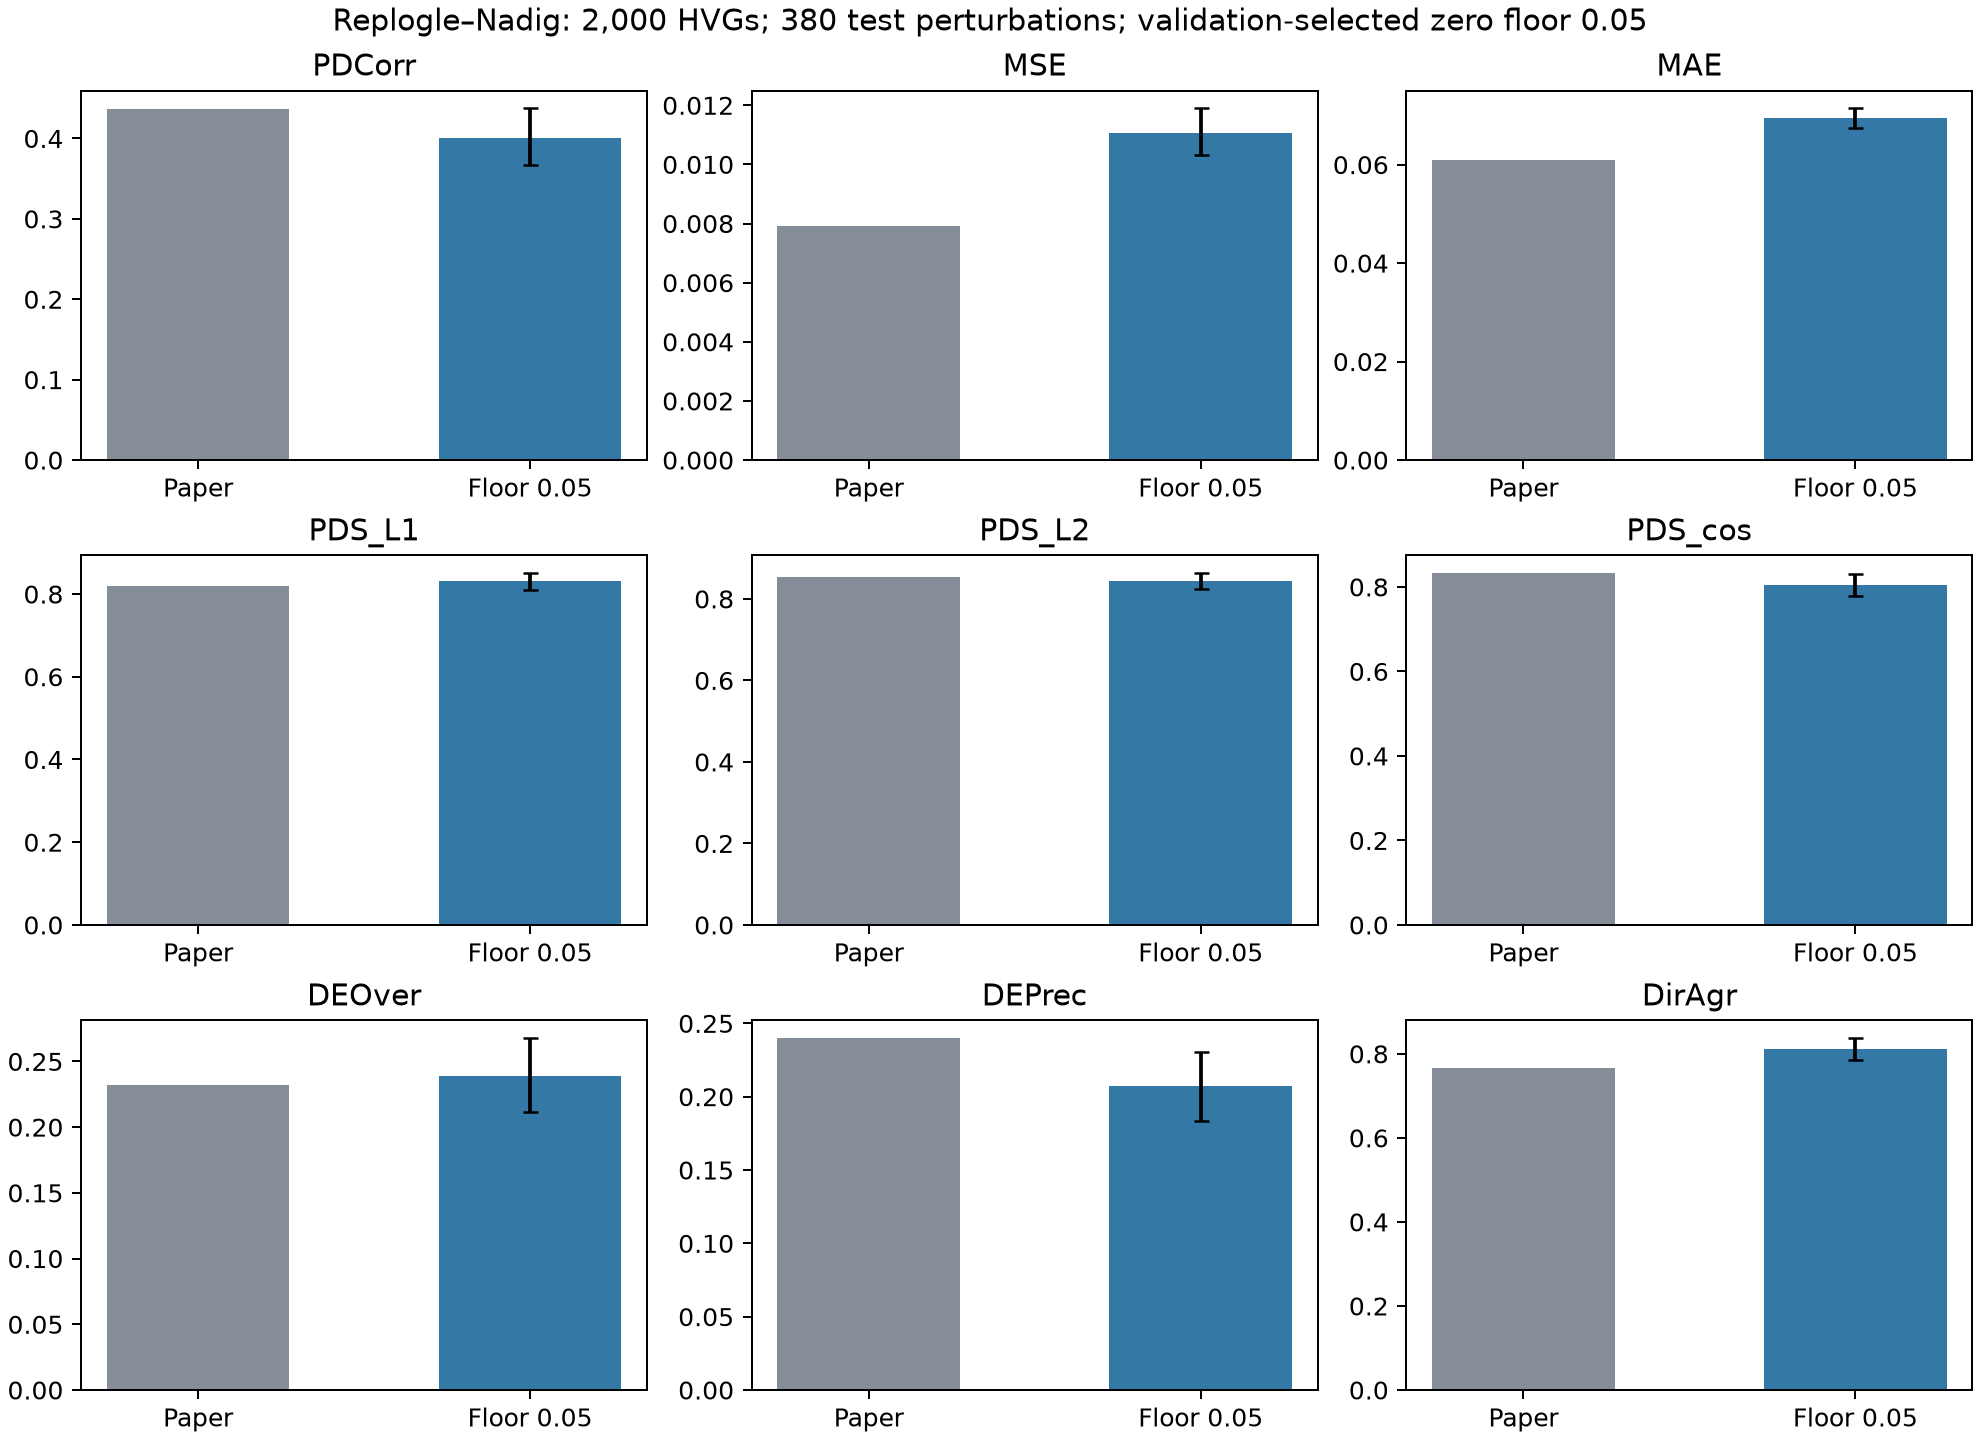 Replogle–Nadig: 2,000 HVGs; 380 test perturbations; validation-selected zero floor 0.05
PDCorr
0.4
0.3
0.2
0.1
0.0
Paper
Floor 0.05
MSE
0.012
0.010
0.008
0.006
0.004
0.002
0.000
Paper
Floor 0.05
MAE
0.06
0.04
0.02
0.00
Paper
Floor 0.05
PDS_L1
0.8
0.6
0.4
0.2
0.0
Paper
Floor 0.05
PDS_L2
0.8
0.6
0.4
0.2
0.0
Paper
Floor 0.05
PDS_cos
0.8
0.6
0.4
0.2
0.0
Paper
Floor 0.05
DEOver
0.25
0.20
0.15
0.10
0.05
0.00
Paper
Floor 0.05
DEPrec
0.25
0.20
0.15
0.10
0.05
0.00
Paper
Floor 0.05
DirAgr
0.8
0.6
0.4
0.2
0.0
Paper
Floor 0.05